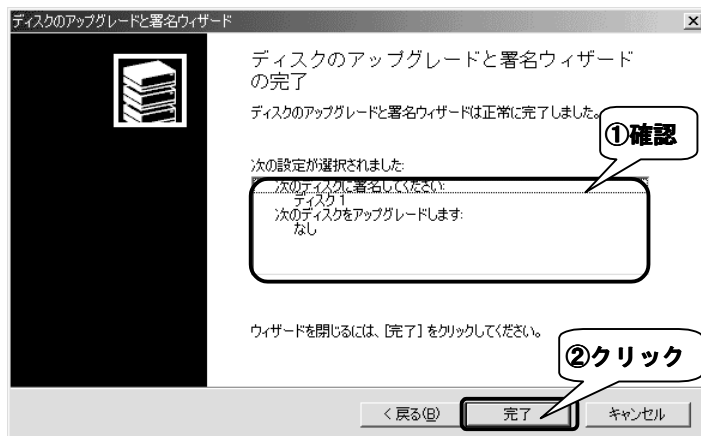 ディスクのアップグレードと署名ウィザード
ディスクのアップグレードと署名ウィザード
の完了
ディスクのアップグレードと署名ウィザードは正常に完了しました。
①確認
次の設定が選択されました:
次のディスクに署名してください:
ディスク 1
次のディスクをアップグレードします:
なし
ウィザードを閉じるには、[完了] をクリックしてください。
②クリック
< 戻る(B)
完了
キャンセル